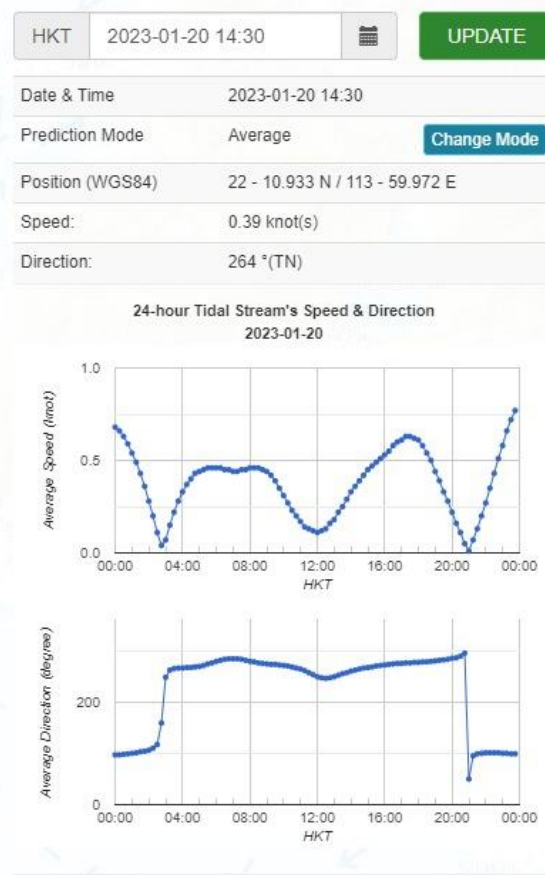 HKT 2023-01-20 14:30 UPDATE
Date & Time 2023-01-20 14:30
Prediction Mode Average Change Mode
Position (WGS84) 22 - 10.933 N / 113 - 59.972 E
Speed: 0.39 knot(s)
Direction: 264 °(TN)
24-hour Tidal Stream's Speed & Direction
2023-01-20
Average Speed (knot)
1.0
0.5
0.0
00:00 04:00 08:00 12:00 16:00 20:00 00:00
HKT
Average Direction (degree)
200
0
00:00 04:00 08:00 12:00 16:00 20:00 00:00
HKT